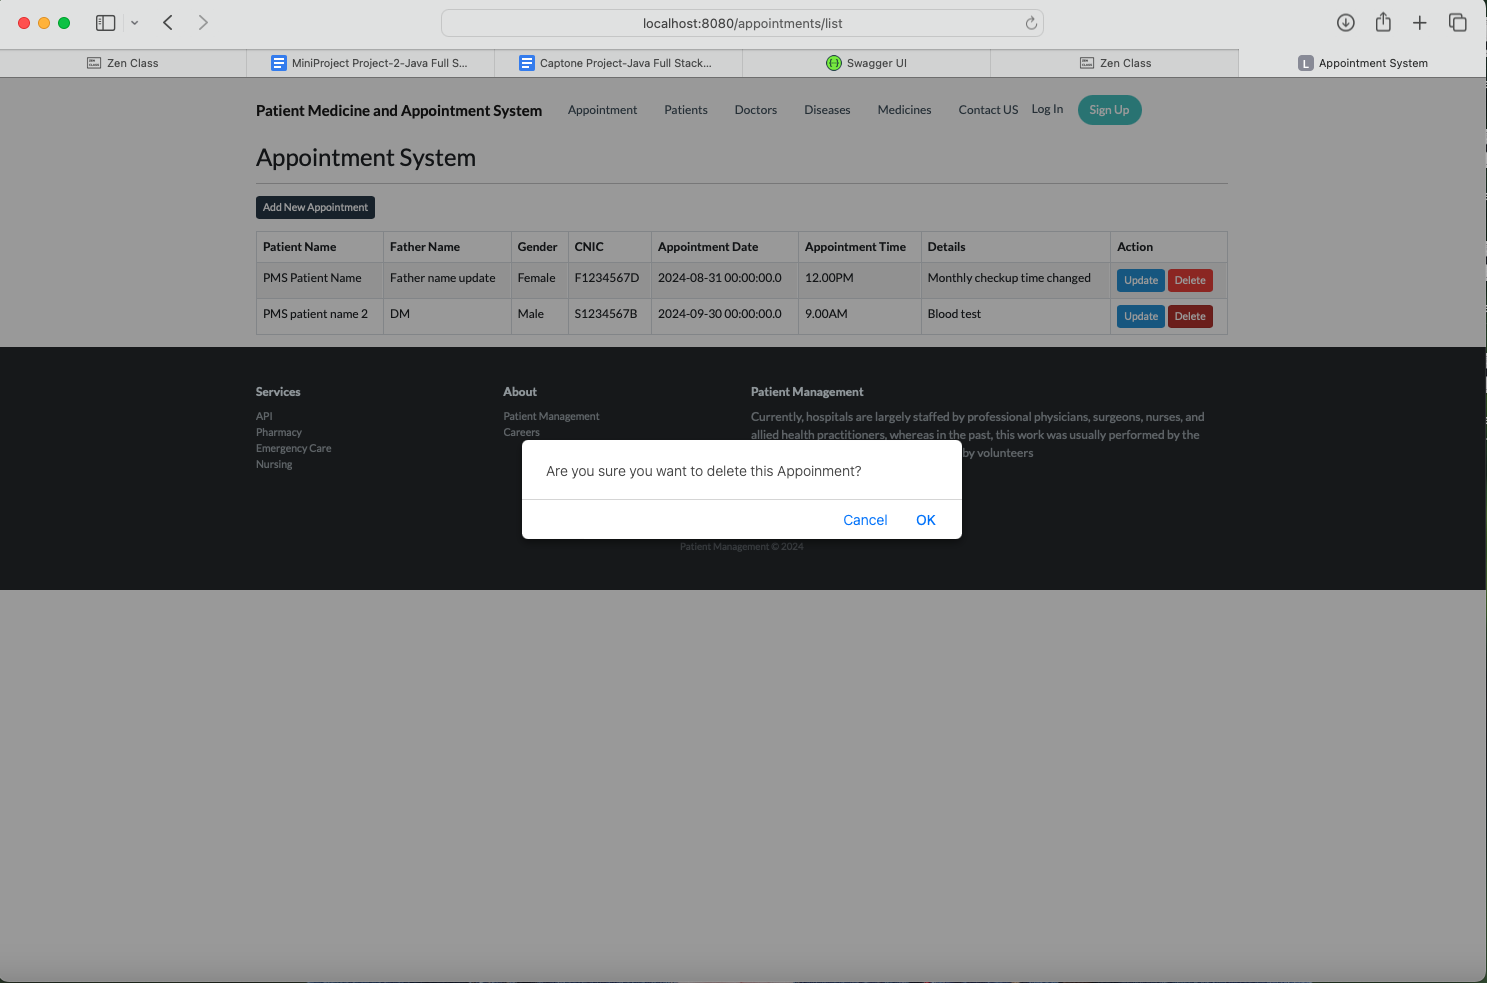 localhost:8080/appointments/list
Zen Class
MiniProject Project-2-Java Full S...
Captone Project-Java Full Stack...
Swagger UI
Zen Class
L Appointment System
Patient Medicine and Appointment System Appointment Patients Doctors Diseases Medicines Contact US Log In Sign Up
Appointment System
Add New Appointment
Patient Name Father Name Gender CNIC Appointment Date Appointment Time Details Action
PMS Patient Name Father name update Female F1234567D 2024-08-31 00:00:00.0 12.00PM Monthly checkup time changed Update Delete
PMS patient name 2 DM Male S1234567B 2024-09-30 00:00:00.0 9.00AM Blood test Update Delete
Services
API
Pharmacy
Emergency Care
Nursing
About
Patient Management
Careers
Patient Management
Currently, hospitals are largely staffed by professional physicians, surgeons, nurses, and
allied health practitioners, whereas in the past, this work was usually performed by the
by volunteers
Are you sure you want to delete this Appoinment?
Cancel OK
Patient Management © 2024